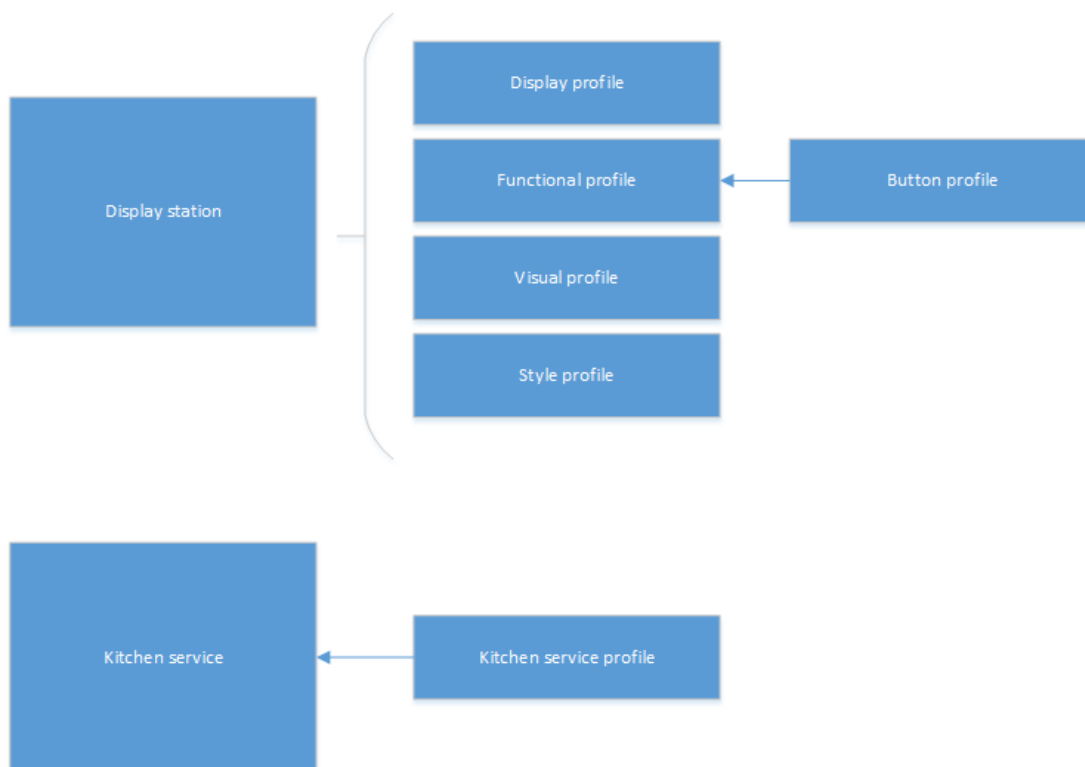 Display profile
Display station
Functional profile
Button profile
Visual profile
Style profile
Kitchen service
Kitchen service profile